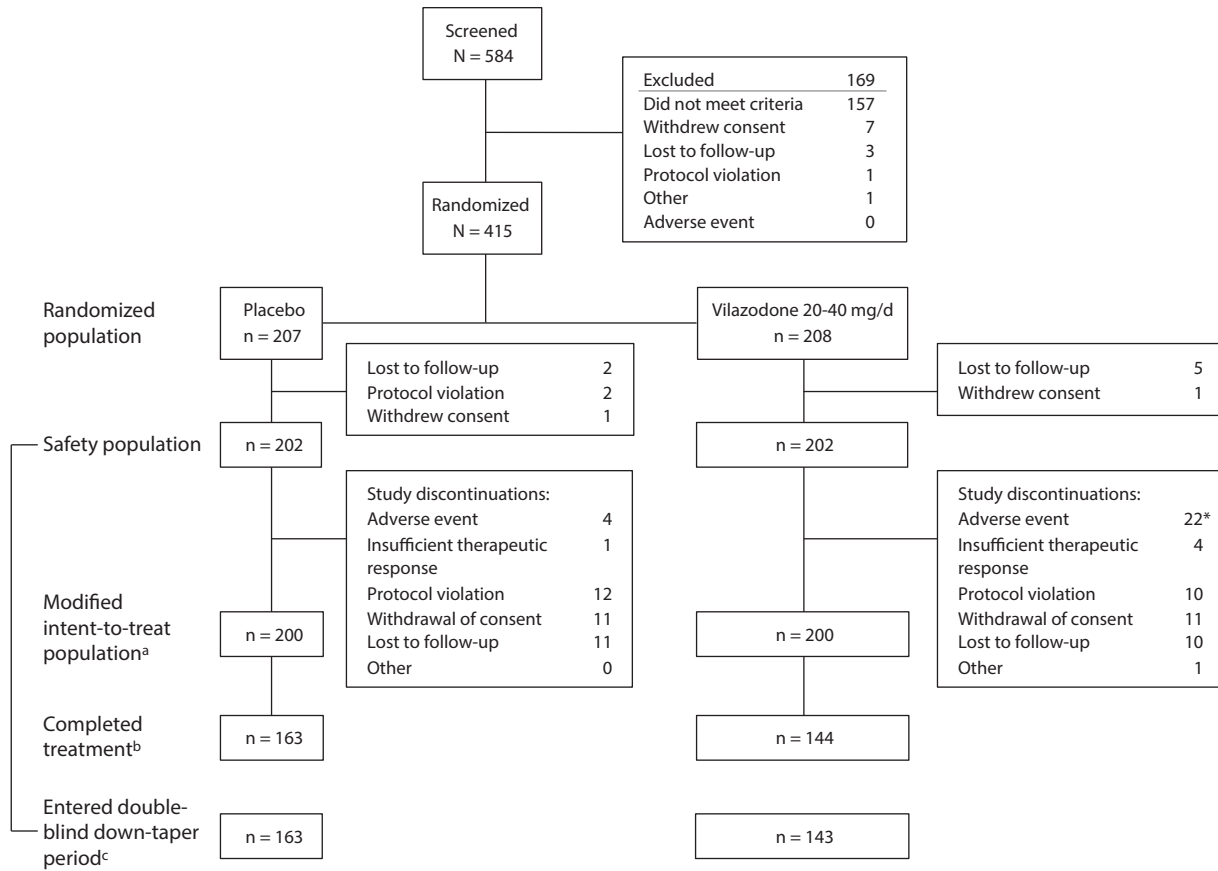 Screened
N = 584
Excluded 169
Did not meet criteria 157
Withdrew consent 7
Lost to follow-up 3
Protocol violation 1
Other 1
Adverse event 0
Randomized
N = 415
Randomized
population
Placebo
n = 207
Vilazodone 20-40 mg/d
n = 208
Lost to follow-up 2
Protocol violation 2
Withdrew consent 1
Lost to follow-up 5
Withdrew consent 1
Safety population
n = 202
n = 202
Study discontinuations:
Adverse event 4
Insufficient therapeutic 1
response
Protocol violation 12
Withdrawal of consent 11
Lost to follow-up 11
Other 0
Study discontinuations:
Adverse event 22*
Insufficient therapeutic 4
response
Protocol violation 10
Withdrawal of consent 11
Lost to follow-up 10
Other 1
Modified
intent-to-treat
populationᵃ
n = 200
n = 200
Completed
treatmentᵇ
n = 163
n = 144
Entered double-
blind down-taper
periodᶜ
n = 163
n = 143